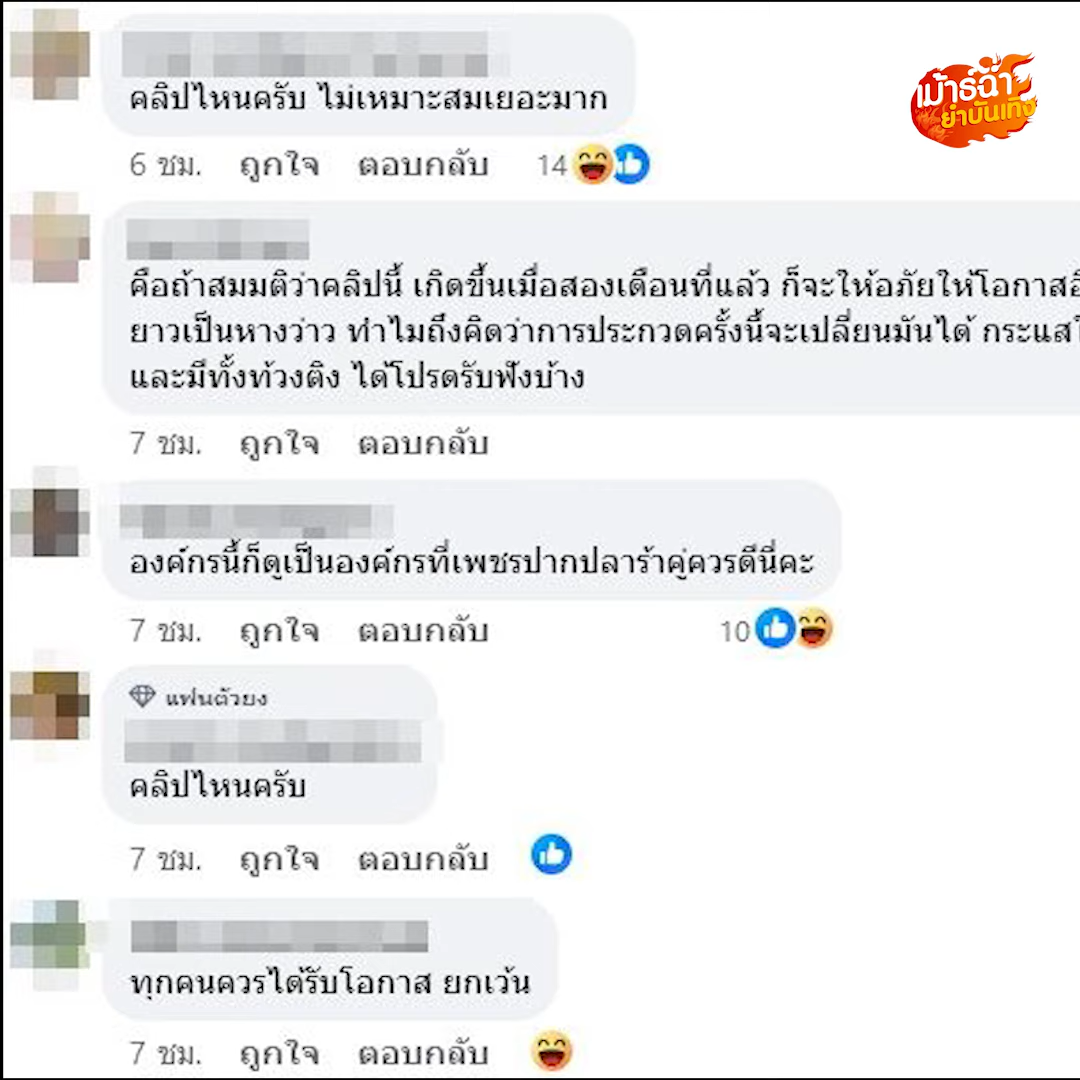 เม้าธ์ฉ่ำ
ยำบันเทิง
คลิปไหนครับ ไม่เหมาะสมเยอะมาก
6 ชม. ถูกใจ ตอบกลับ 14
คือถ้าสมมติว่าคลิปนี้ เกิดขึ้นเมื่อสองเดือนที่แล้ว ก็จะให้อภัยให้โอกาส
ยาวเป็นหางว่าว ทำไมถึงคิดว่าการประกวดครั้งนี้จะเปลี่ยนมันได้ กระแส
และมีทั้งท้วงติง ได้โปรดรับฟังบ้าง
7 ชม. ถูกใจ ตอบกลับ
องค์กรนี้ก็ดูเป็นองค์กรที่เพชรปากปลาร้าคู่ควรดีนี่คะ
7 ชม. ถูกใจ ตอบกลับ 10
แฟนตัวยง
คลิปไหนครับ
7 ชม. ถูกใจ ตอบกลับ
ทุกคนควรได้รับโอกาส ยกเว้น
7 ชม. ถูกใจ ตอบกลับ